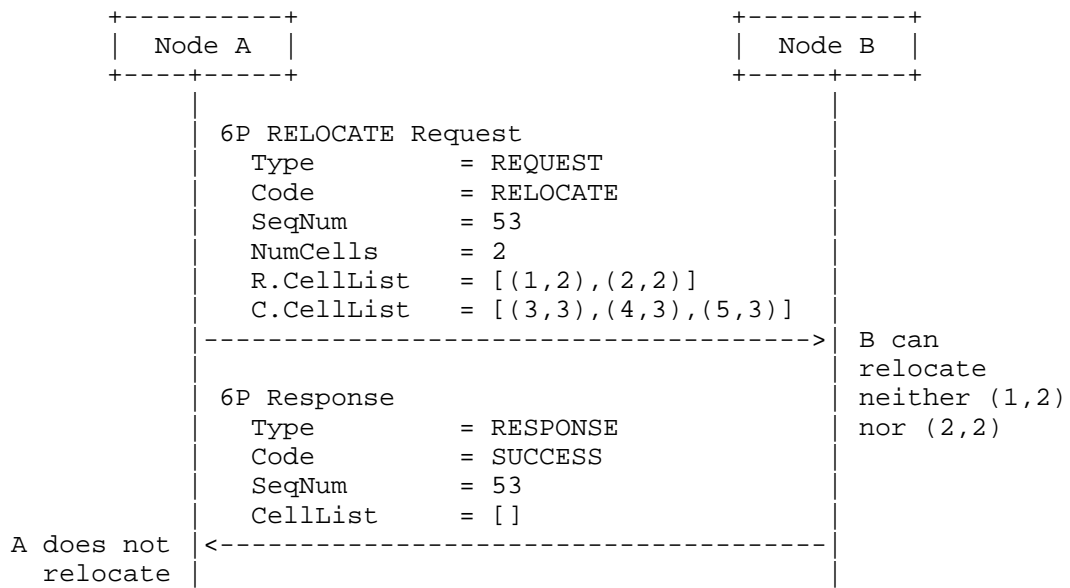 +-----------+                           +----------+
|  Node A  |                            |  Node B  |
+----+-----+                            +-----+----+
6P RELOCATE Request
Type         = REQUEST
Code         = RELOCATE
SeqNum       = 53
NumCells     = 2
R.CellList   = [(1,2),(2,2)]
C.CellList   = [(3,3),(4,3),(5,3)]
|-------------------------------------->| B can
relocate
6P Response | neither (1,2)
Type         = RESPONSE | nor (2,2)
Code         = SUCCESS
SeqNum       = 53
CellList     = []
A does not |<--------------------------------------|
relocate |